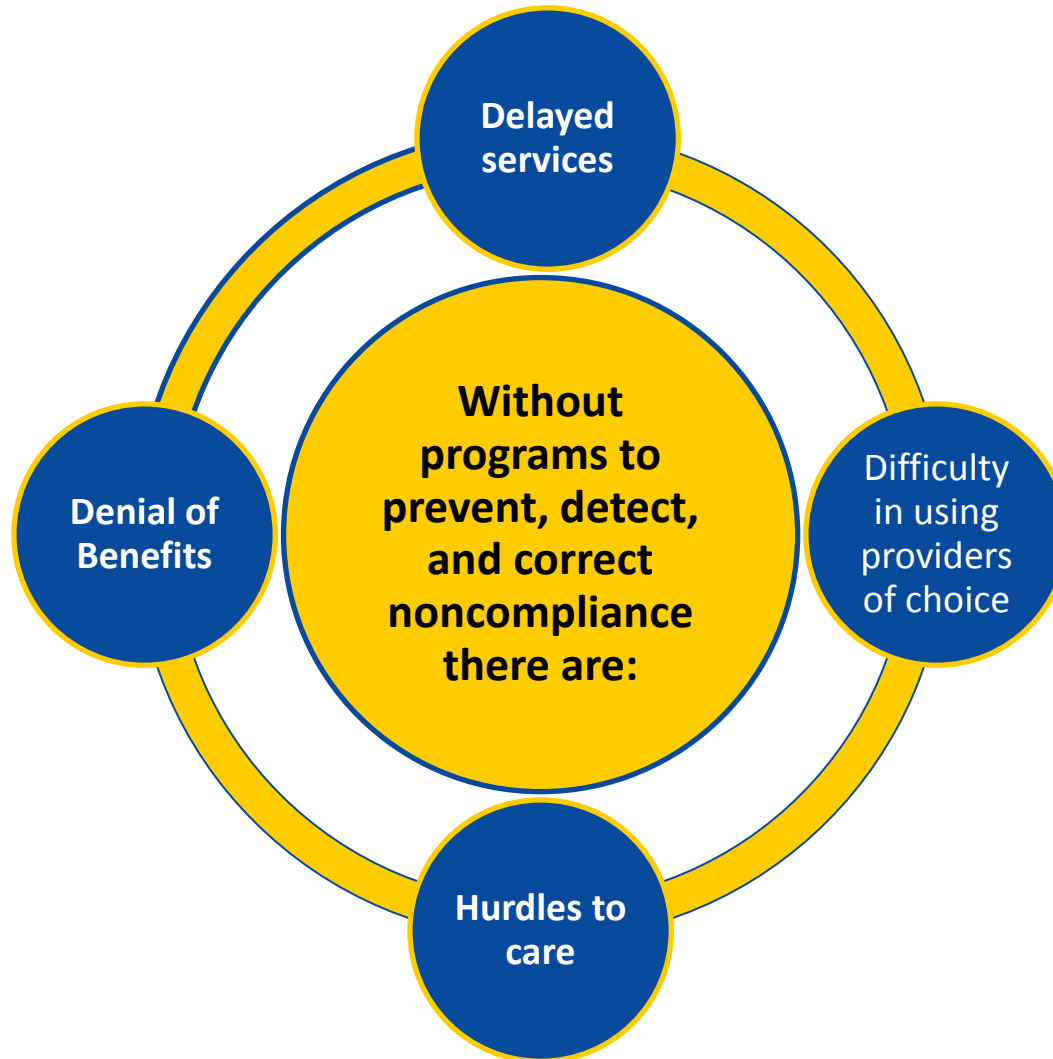 Delayed
services
Without
programs to
prevent, detect,
and correct
noncompliance
there are:
Difficulty
in using
providers
of choice
Hurdles to
care
Denial of
Benefits